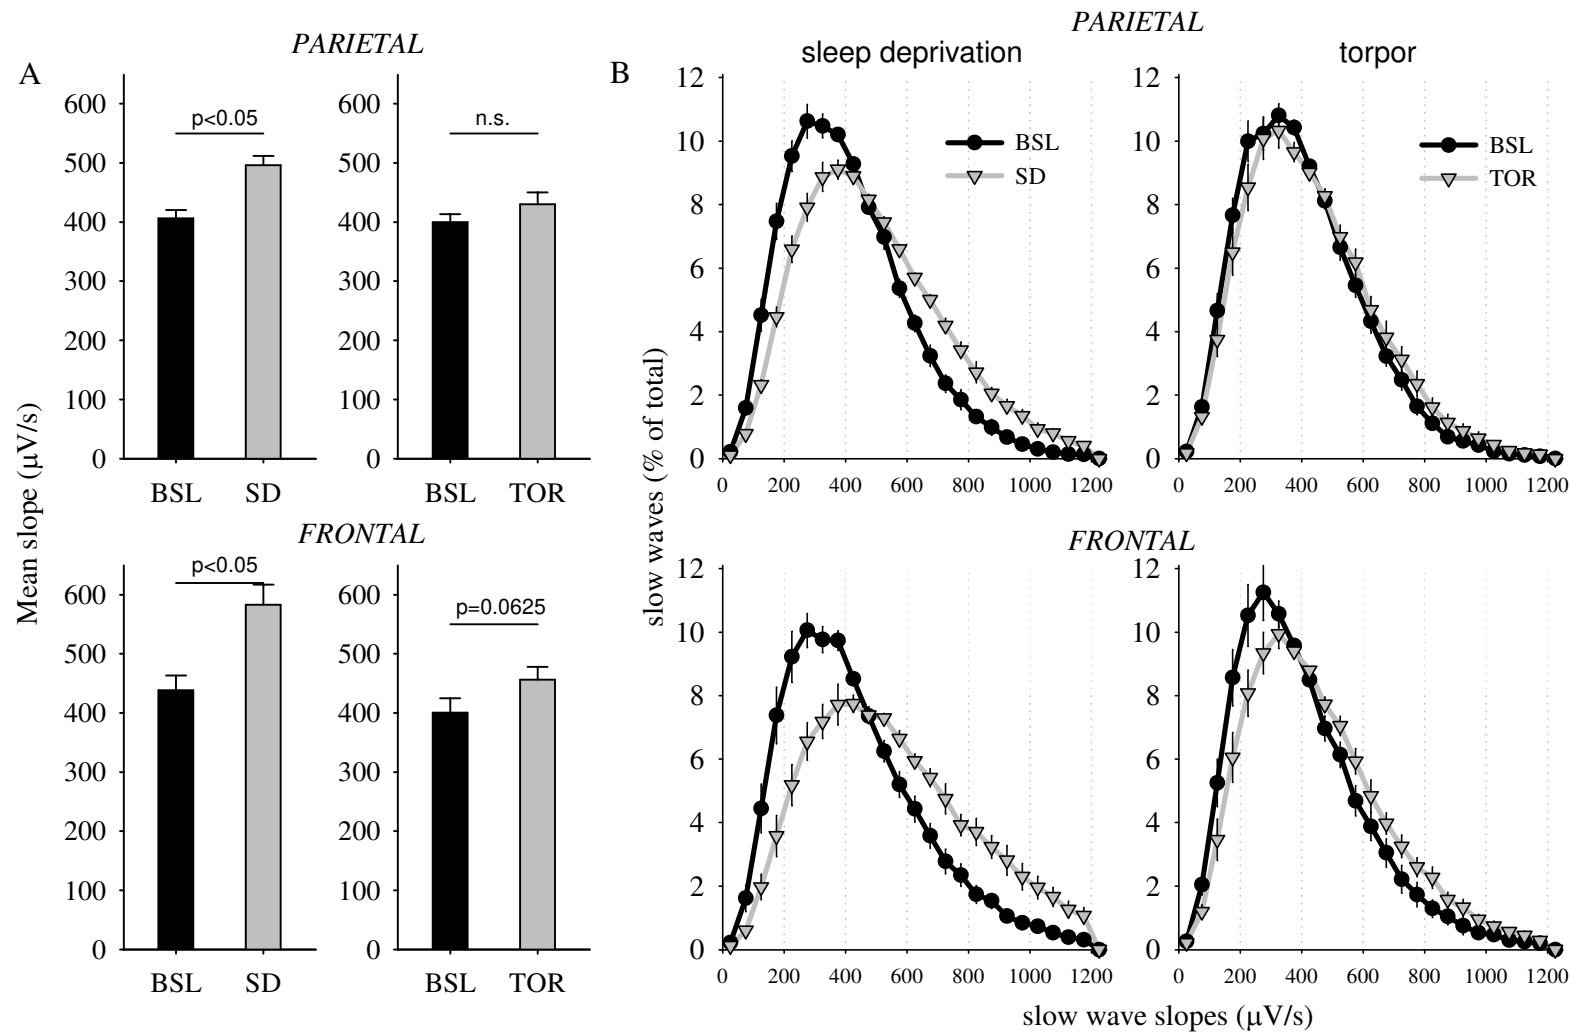 A
PARIETAL
600
500
400
300
200
100
0
p<0.05
BSL SD
600
500
400
300
200
100
0
n.s.
BSL TOR
FRONTAL
600
500
400
300
200
100
0
p<0.05
BSL SD
600
500
400
300
200
100
0
p=0.0625
BSL TOR
Mean slope (μV/s)
B
PARIETAL
sleep deprivation
12
10
8
6
4
2
0
BSL
SD
0 200 400 600 800 1000 1200
torpor
12
10
8
6
4
2
0
BSL
TOR
0 200 400 600 800 1000 1200
FRONTAL
12
10
8
6
4
2
0
0 200 400 600 800 1000 1200
12
10
8
6
4
2
0
0 200 400 600 800 1000 1200
slow waves (% of total)
slow wave slopes (μV/s)